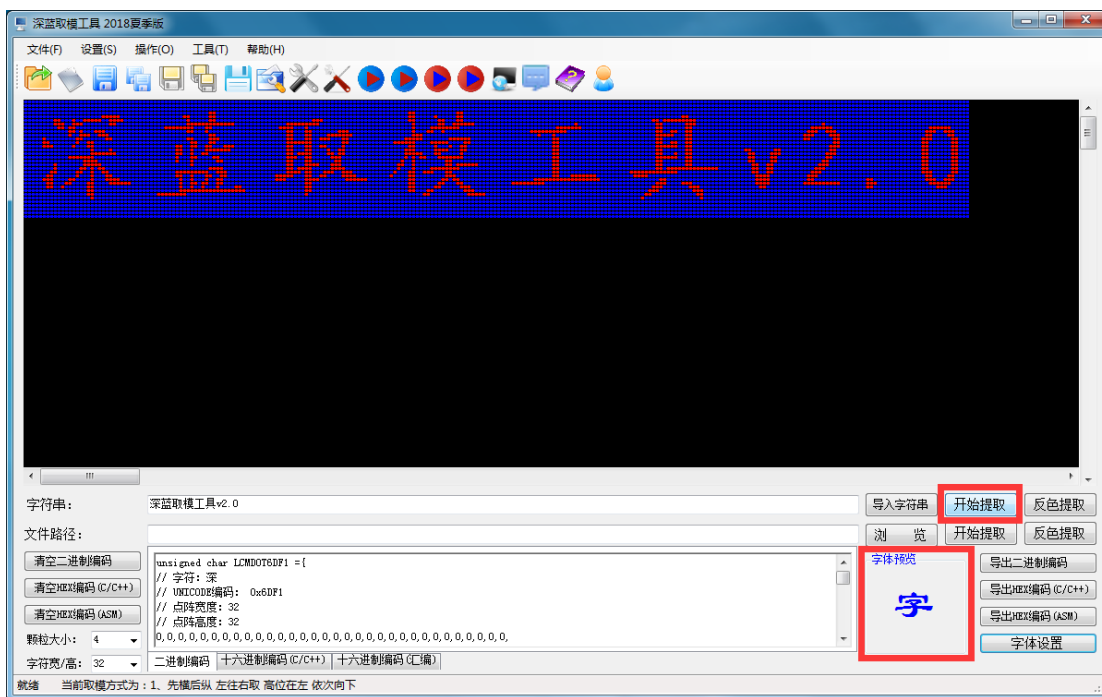 深蓝取模工具 2018夏季版
文件(F) 设置(S) 操作(O) 工具(T) 帮助(H)
深蓝取模工具v2.0
字符串: 深蓝取模工具v2.0 导入字符串 开始提取 反色提取
文件路径: 浏 览 开始提取 反色提取
清空二进制编码
清空HEX编码(C/C++)
清空HEX编码(ASM)
颗粒大小: 4
字符宽/高: 32
unsigned char LCMDOT6DF1 ={
// 字符: 深
// UNICODE编码: 0x6DF1
// 点阵宽度: 32
// 点阵高度: 32
0,0,0,0,0,0,0,0,0,0,0,0,0,0,0,0,0,0,0,0,0,0,0,0,0,0,0,0,0,0,0,0,
二进制编码 十六进制编码(C/C++) 十六进制编码(汇编)
字体预览
字
导出二进制编码
导出HEX编码(C/C++)
导出HEX编码(ASM)
字体设置
就绪 当前取模方式为:1、先横后纵 左往右取 高位在左 依次向下